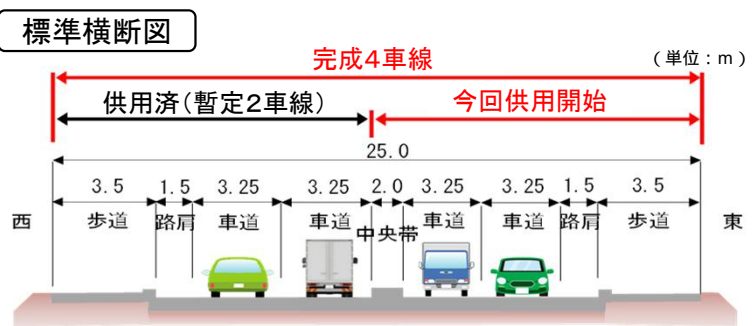 標準横断図
完成4車線
(単位:m)
供用済(暫定2車線)
今回供用開始
25.0
3.5 1.5 3.25 3.25 2.0 3.25 3.25 1.5 3.5
西 歩道 路肩 車道 車道 中央帯 車道 車道 路肩 歩道 東